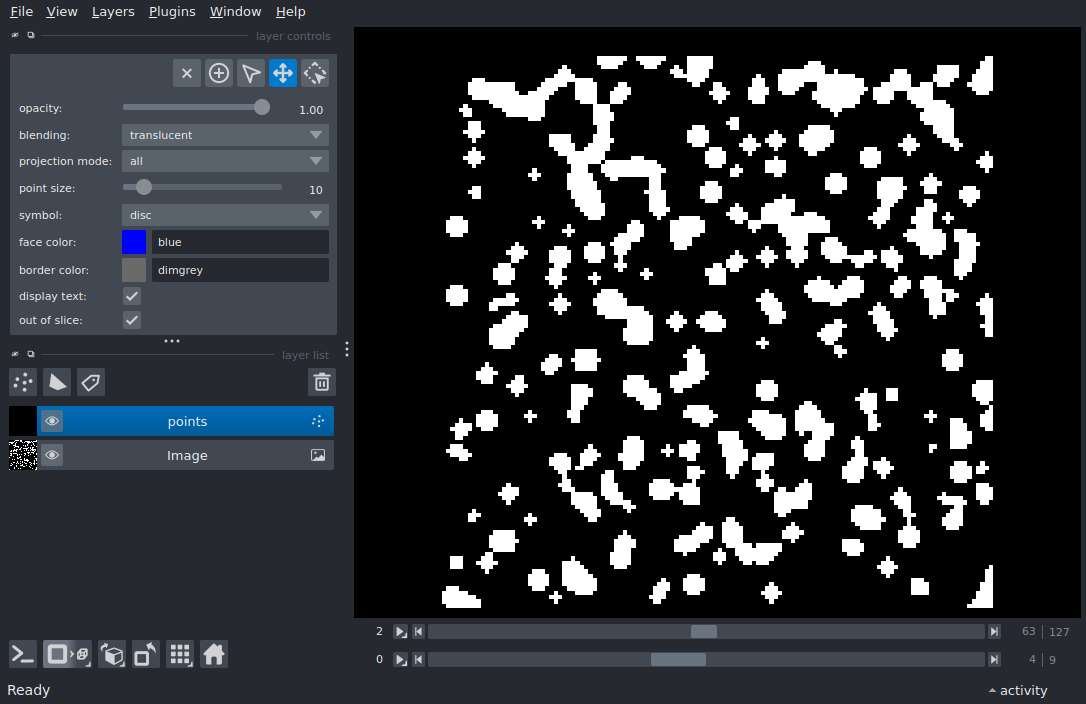 File View Layers Plugins Window Help
layer controls
opacity: 1.00
blending: translucent
projection mode: all
point size: 10
symbol: disc
face color: blue
border color: dimgrey
display text:
out of slice:
layer list
points
Image
2 63 127
0 4 9
Ready activity